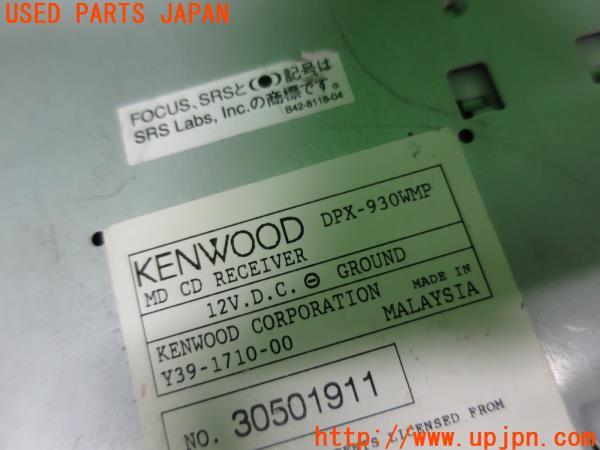 USED PARTS JAPAN
FOCUS、SRSと(●)記号は
SRS Labs, Inc.の商標です。
B42-8118-04
KENWOOD DPX-930WMP
MD CD RECEIVER
12V.D.C. ⊖ GROUND
KENWOOD CORPORATION MADE IN
Y39-1710-00 MALAYSIA
NO. 30501911
LICENSED FROM
http://www.upjpn.com/